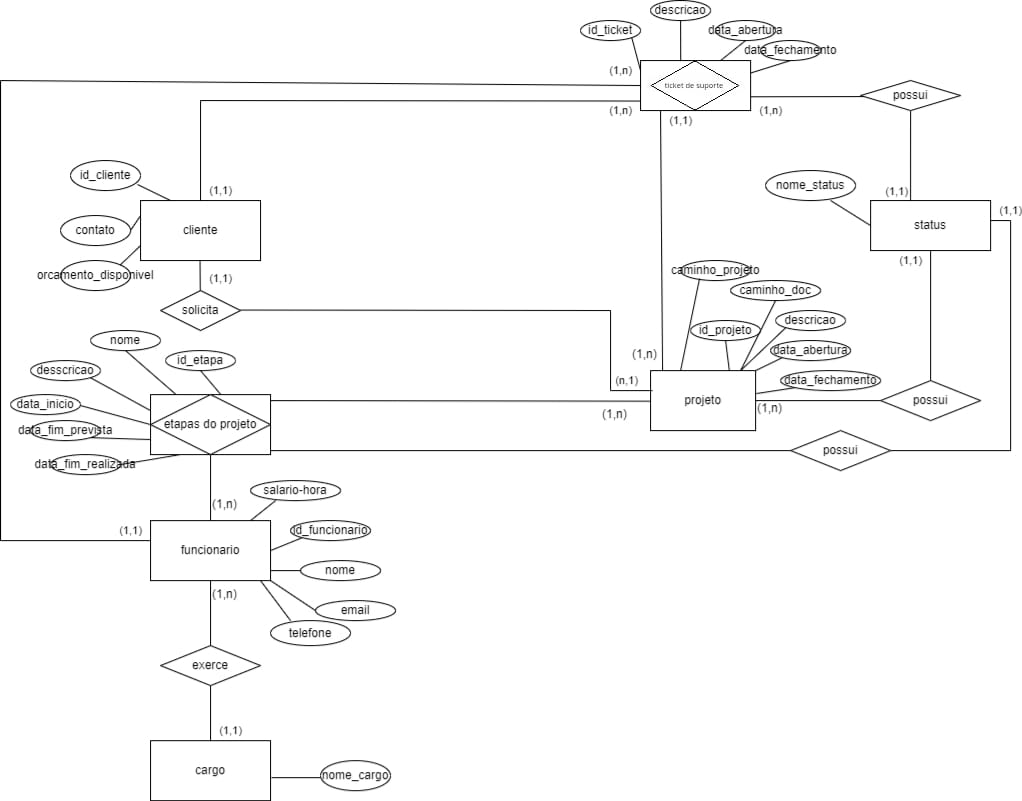 descricao
id_ticket
data_abertura
data_fechamento
(1,n)
ticket de suporte
possui
(1,n)
(1,n)
(1,1)
id_cliente
(1,1)
nome_status
(1,1)
(1,1)
contato
cliente
status
orcamento_disponivel
(1,1)
(1,1)
caminho_projeto
caminho_doc
solicita
id_projeto
descricao
nome
(1,n)
data_abertura
id_etapa
desscricao
(n,1)
data_fechamento
data_inicio
projeto
(1,n)
(1,n)
possui
etapas do projeto
data_fim_prevista
possui
data_fim_realizada
salario-hora
(1,n)
(1,1)
id_funcionario
funcionario
nome
(1,n)
email
telefone
exerce
(1,1)
cargo
nome_cargo